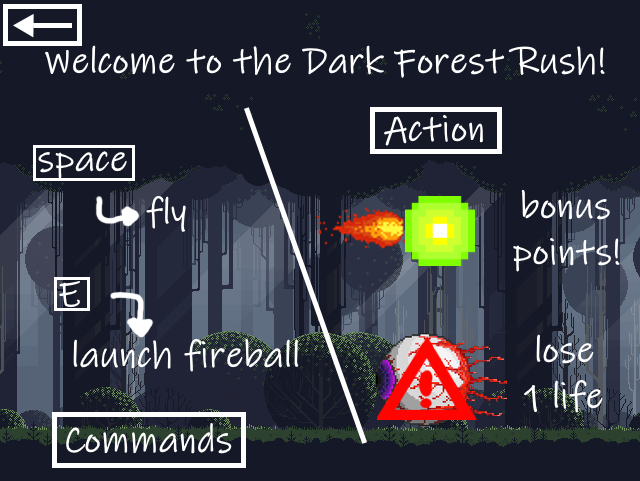 Welcome to the Dark Forest Rush!
space
fly
E
launch fireball
Commands
Action
bonus
points!
lose
1 life